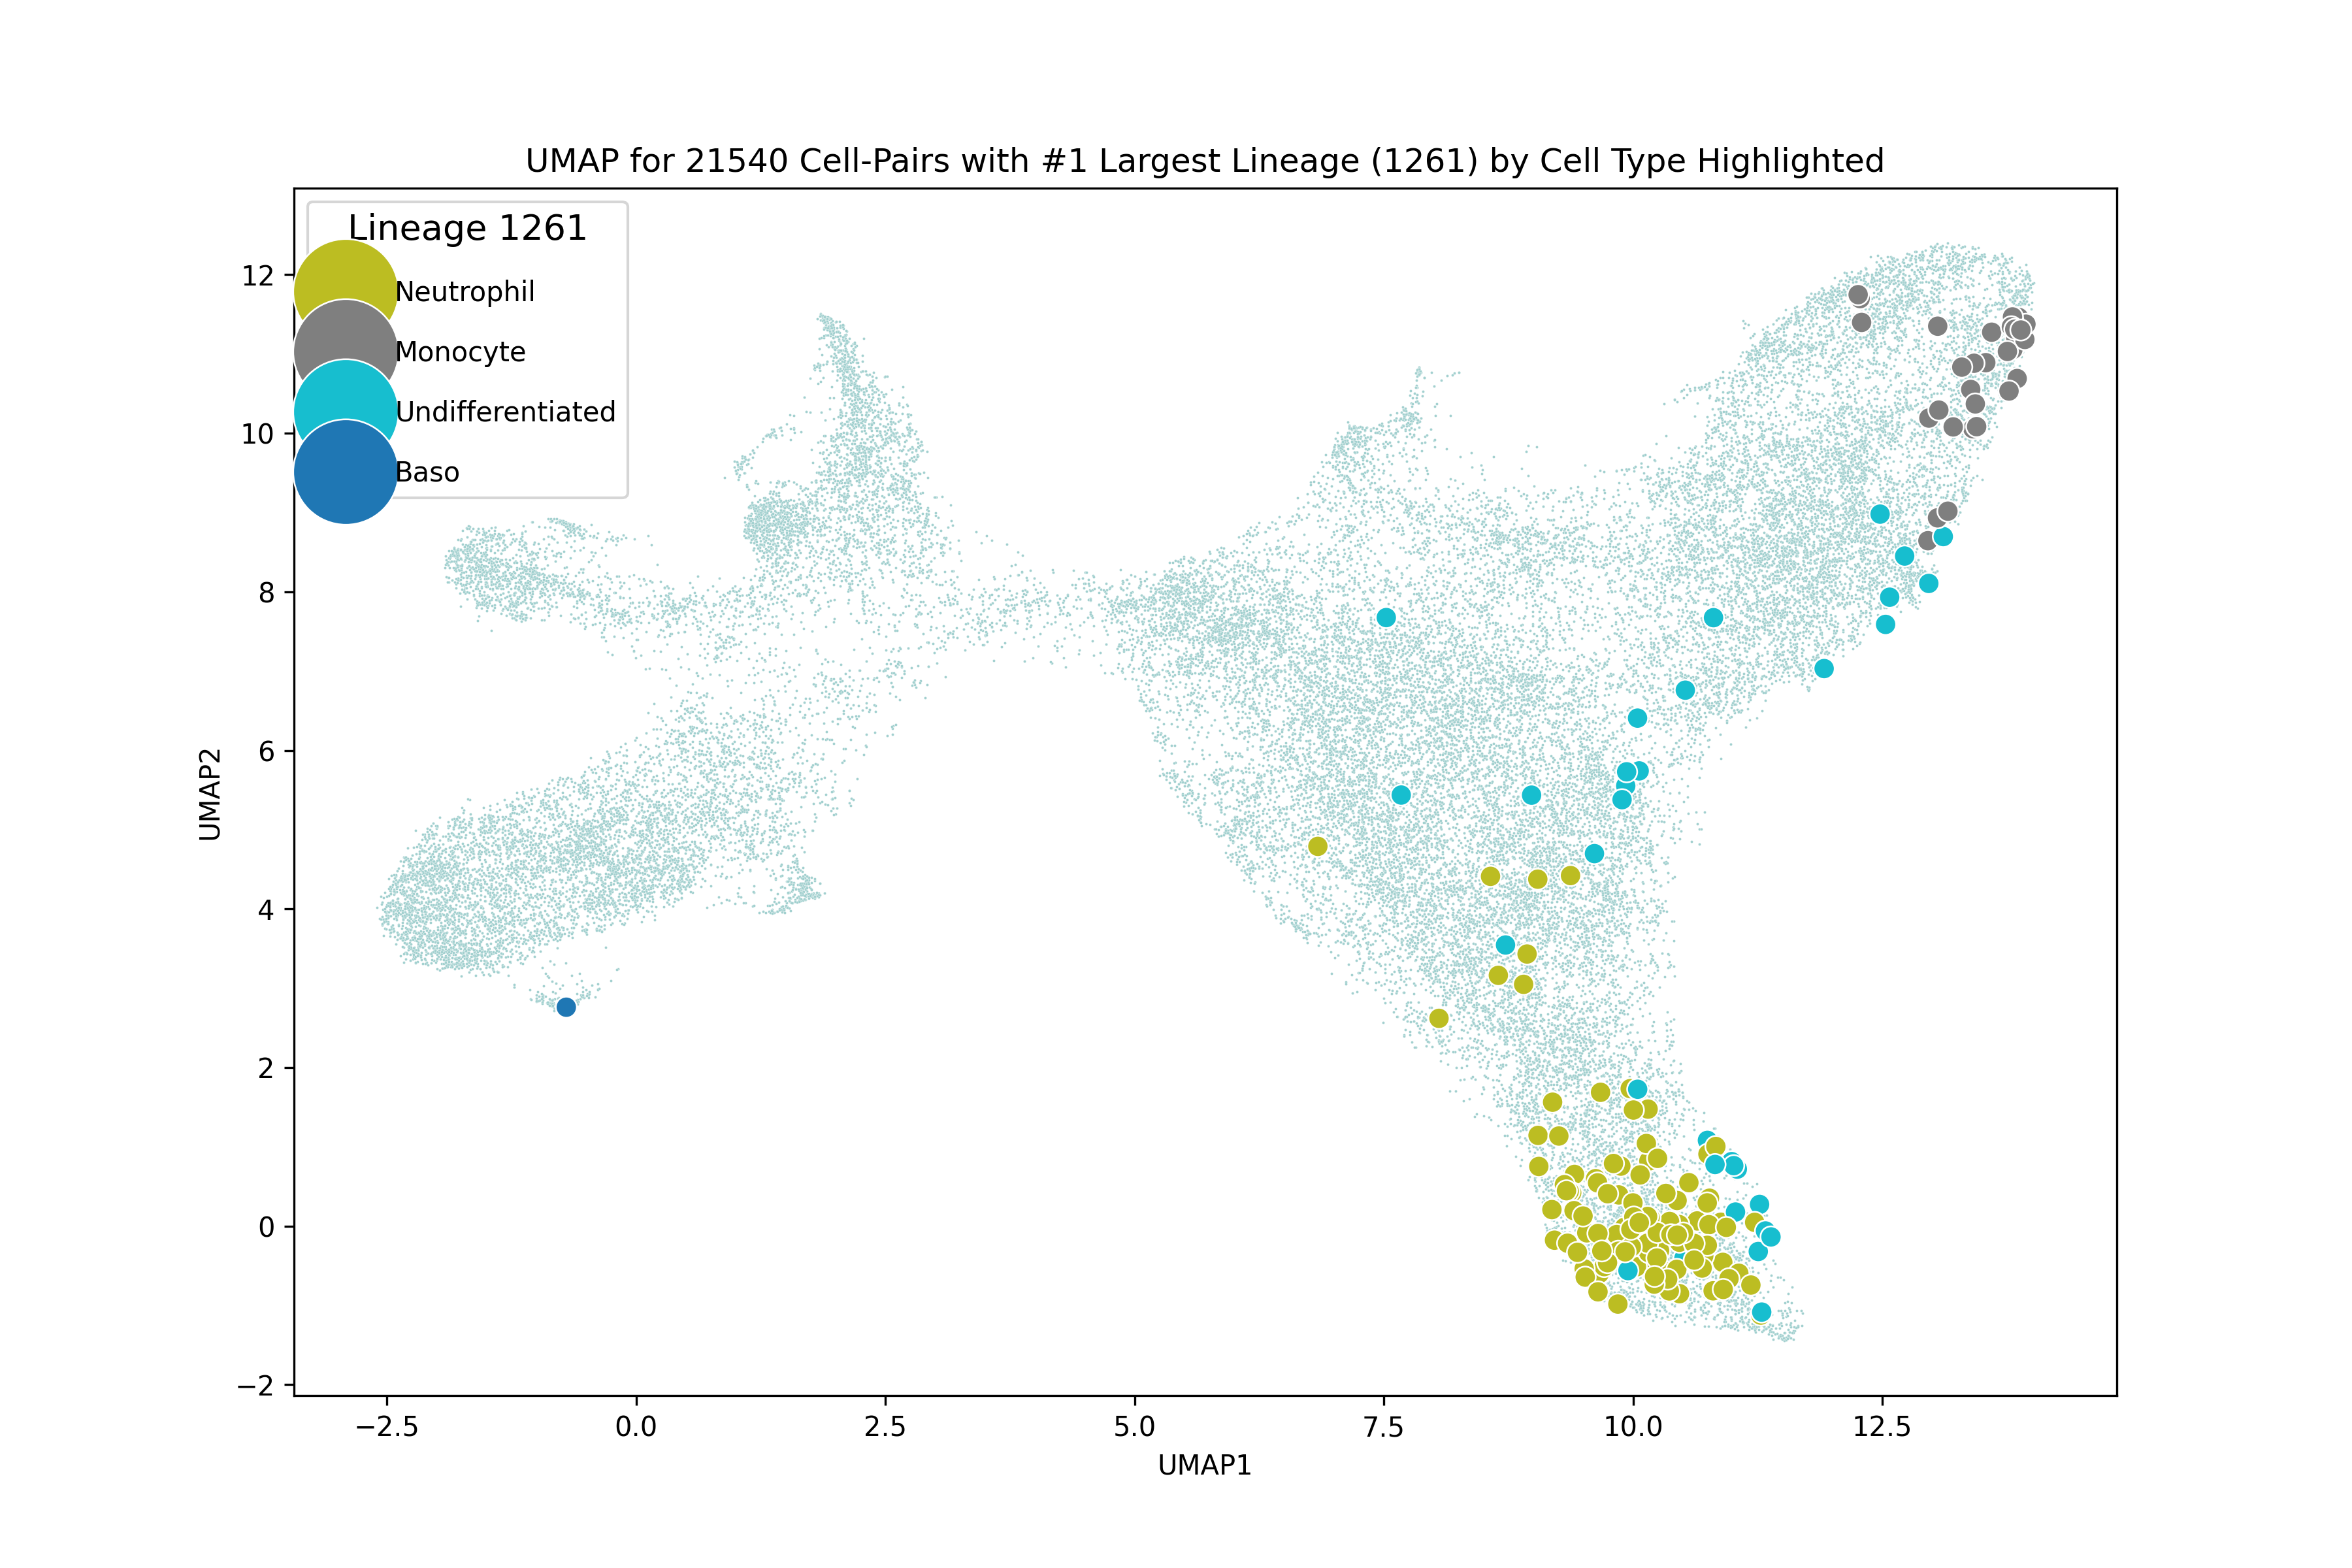 UMAP for 21540 Cell-Pairs with #1 Largest Lineage (1261) by Cell Type Highlighted
Lineage 1261
Neutrophil
Monocyte
Undifferentiated
Baso
12
10
8
6
4
2
0
−2
UMAP2
−2.5
0.0
2.5
5.0
7.5
10.0
12.5
UMAP1